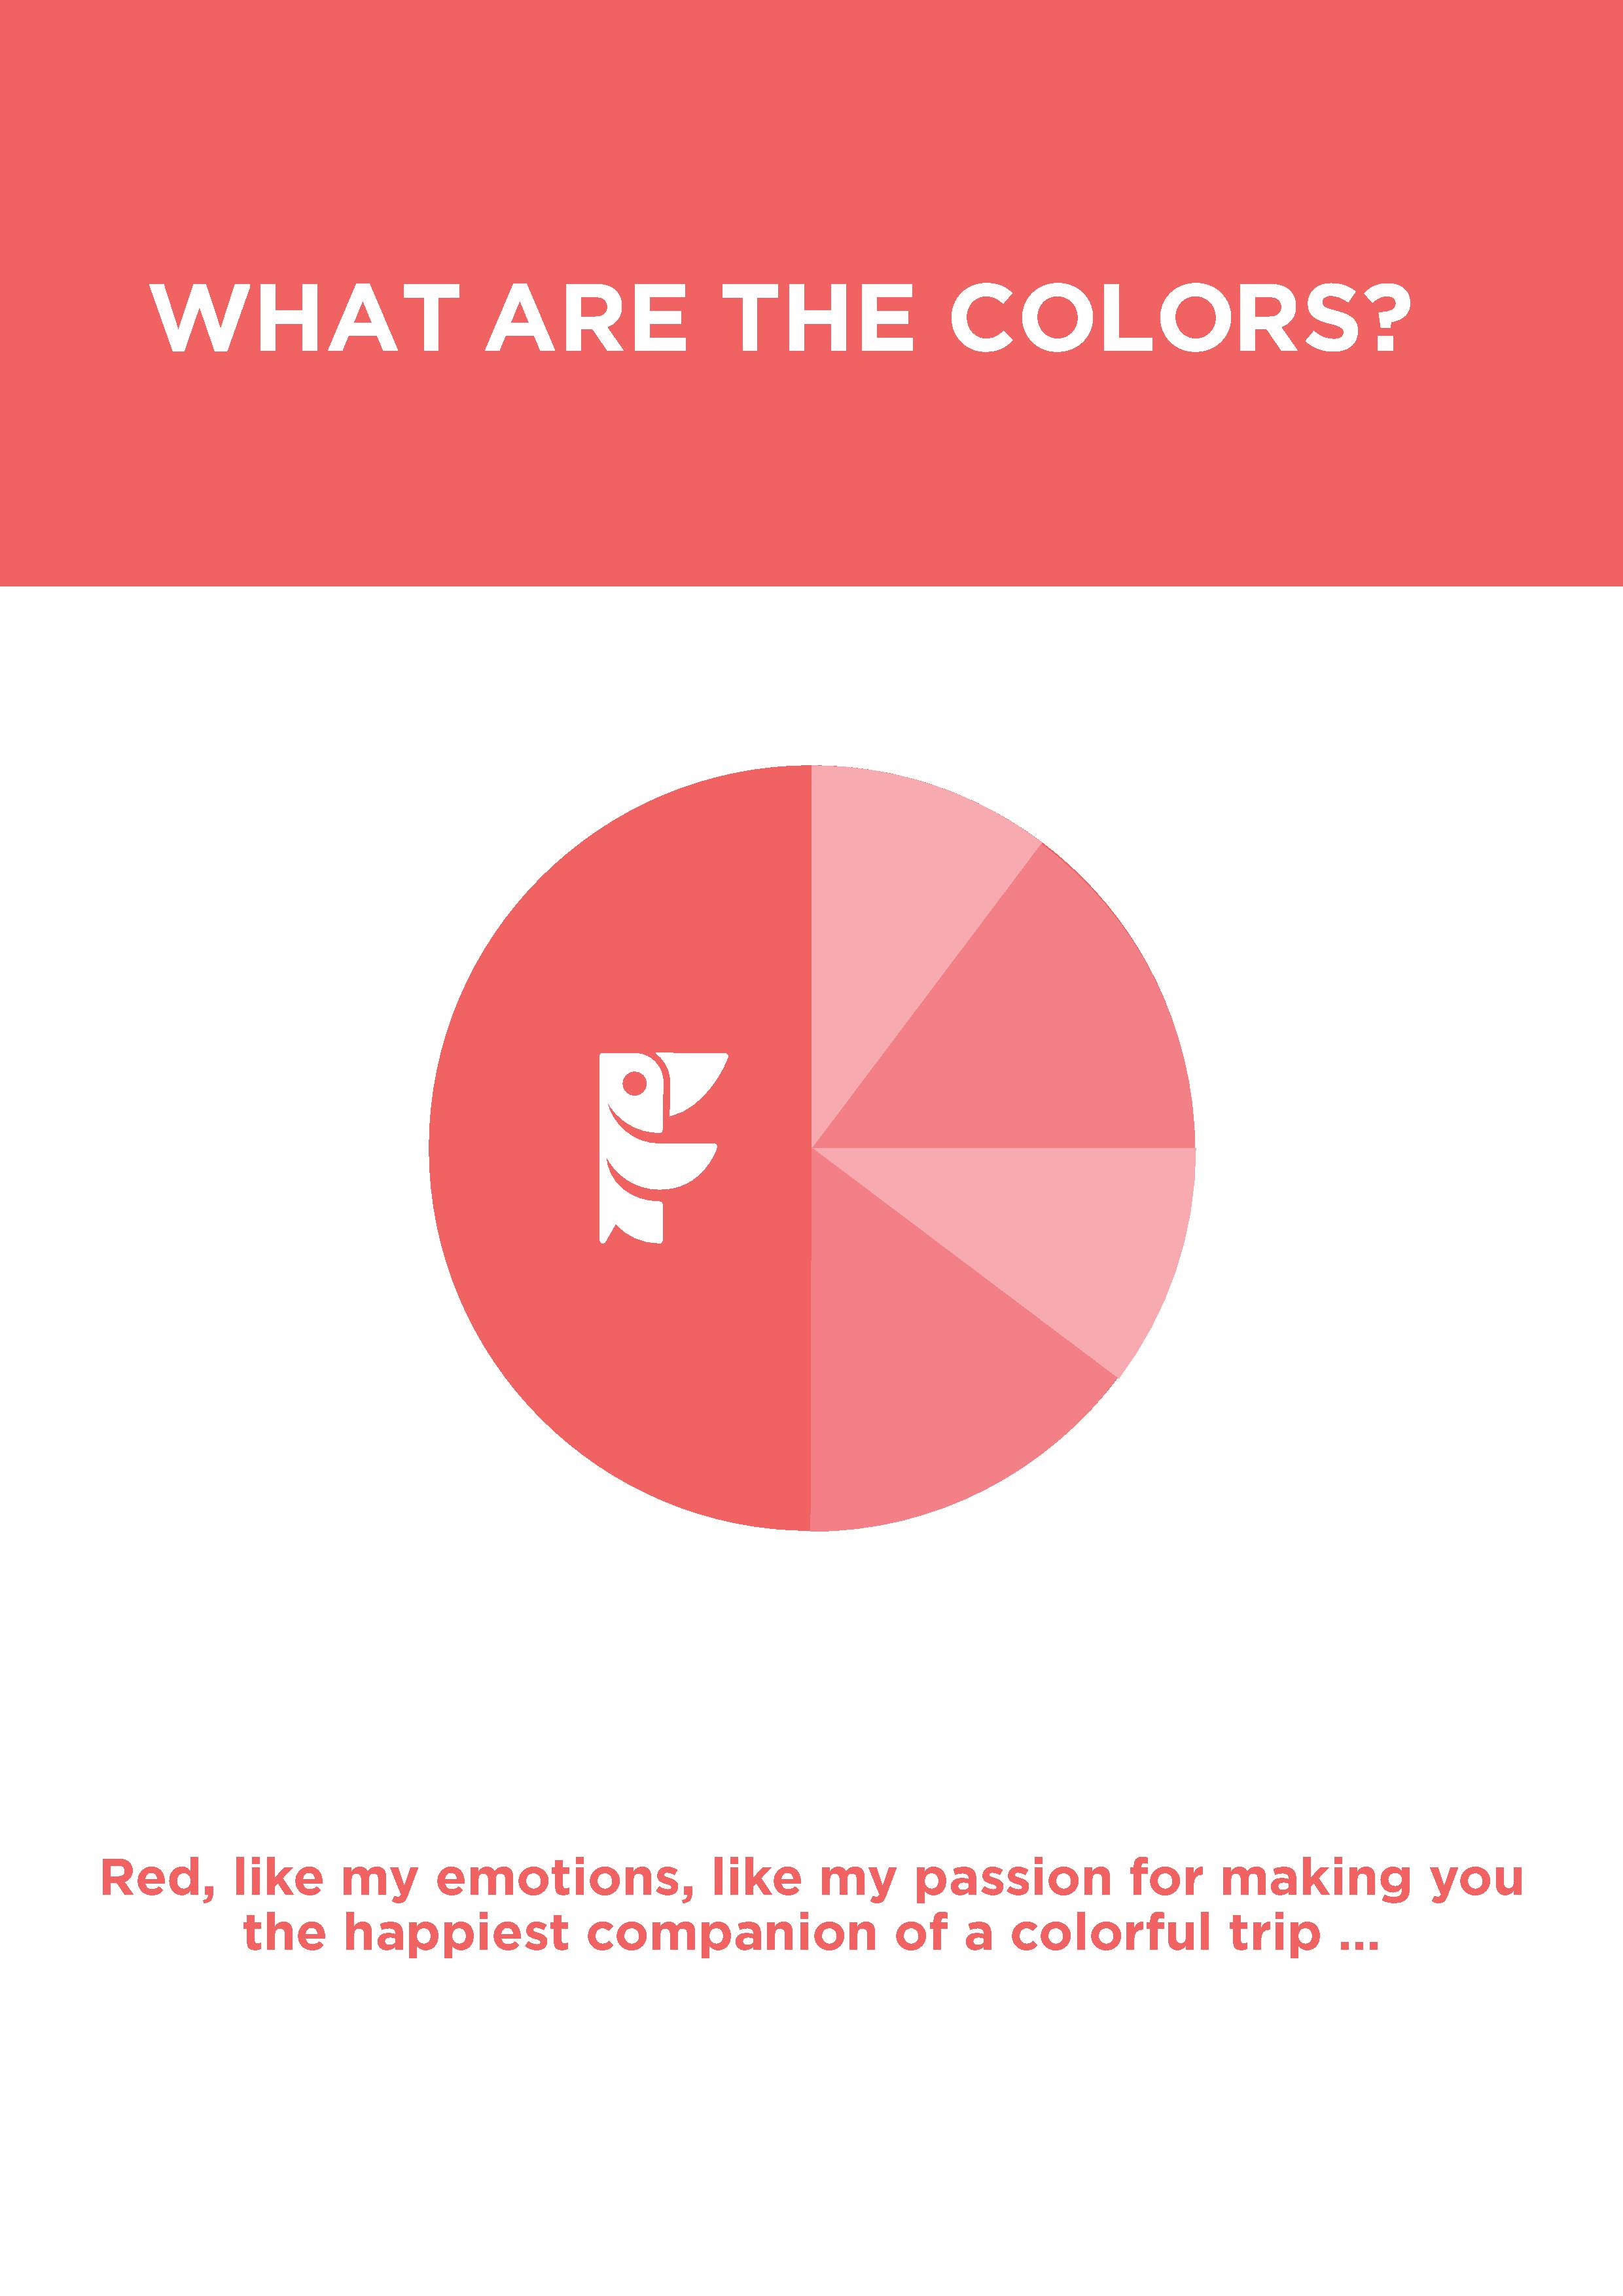 WHAT ARE THE COLORS?
Red, like my emotions, like my passion for making you
the happiest companion of a colorful trip ...